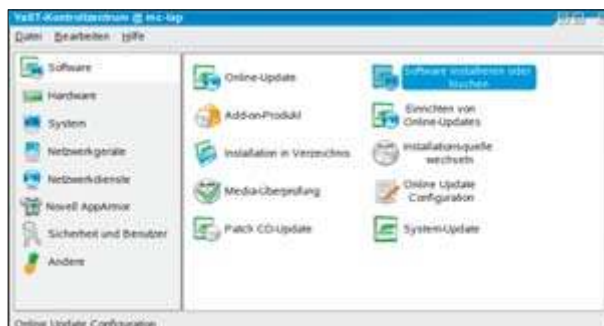 YaST-Kontrollzentrum @ mc-lap
Datei Bearbeiten Hilfe
Software
Hardware
System
Netzwerkgeräte
Netzwerkdienste
Novell AppArmor
Sicherheit und Benutzer
Andere
Online-Update
Add-on-Produkt
Installation in Verzeichnis
Media-Überprüfung
Patch CD-Update
Software installieren oder
löschen
Einrichten von
Online-Updates
Installationsquelle
wechseln
Online Update
Configuration
System-Update
Online Update Configuration